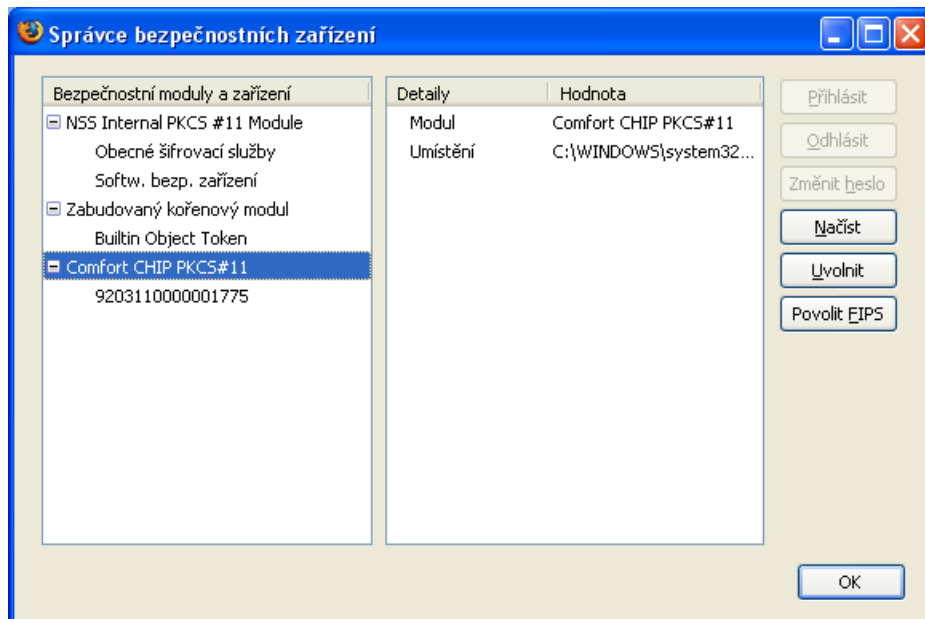 Správce bezpečnostních zařízení
Bezpečnostní moduly a zařízení
NSS Internal PKCS #11 Module
Obecné šifrovací služby
Softw. bezp. zařízení
Zabudovaný kořenový modul
Builtin Object Token
Comfort CHIP PKCS#11
9203110000001775
Detaily Hodnota
Modul Comfort CHIP PKCS#11
Umístění C:\WINDOWS\system32...
Přihlásit
Odhlásit
Změnit heslo
Načíst
Uvolnit
Povolit FIPS
OK